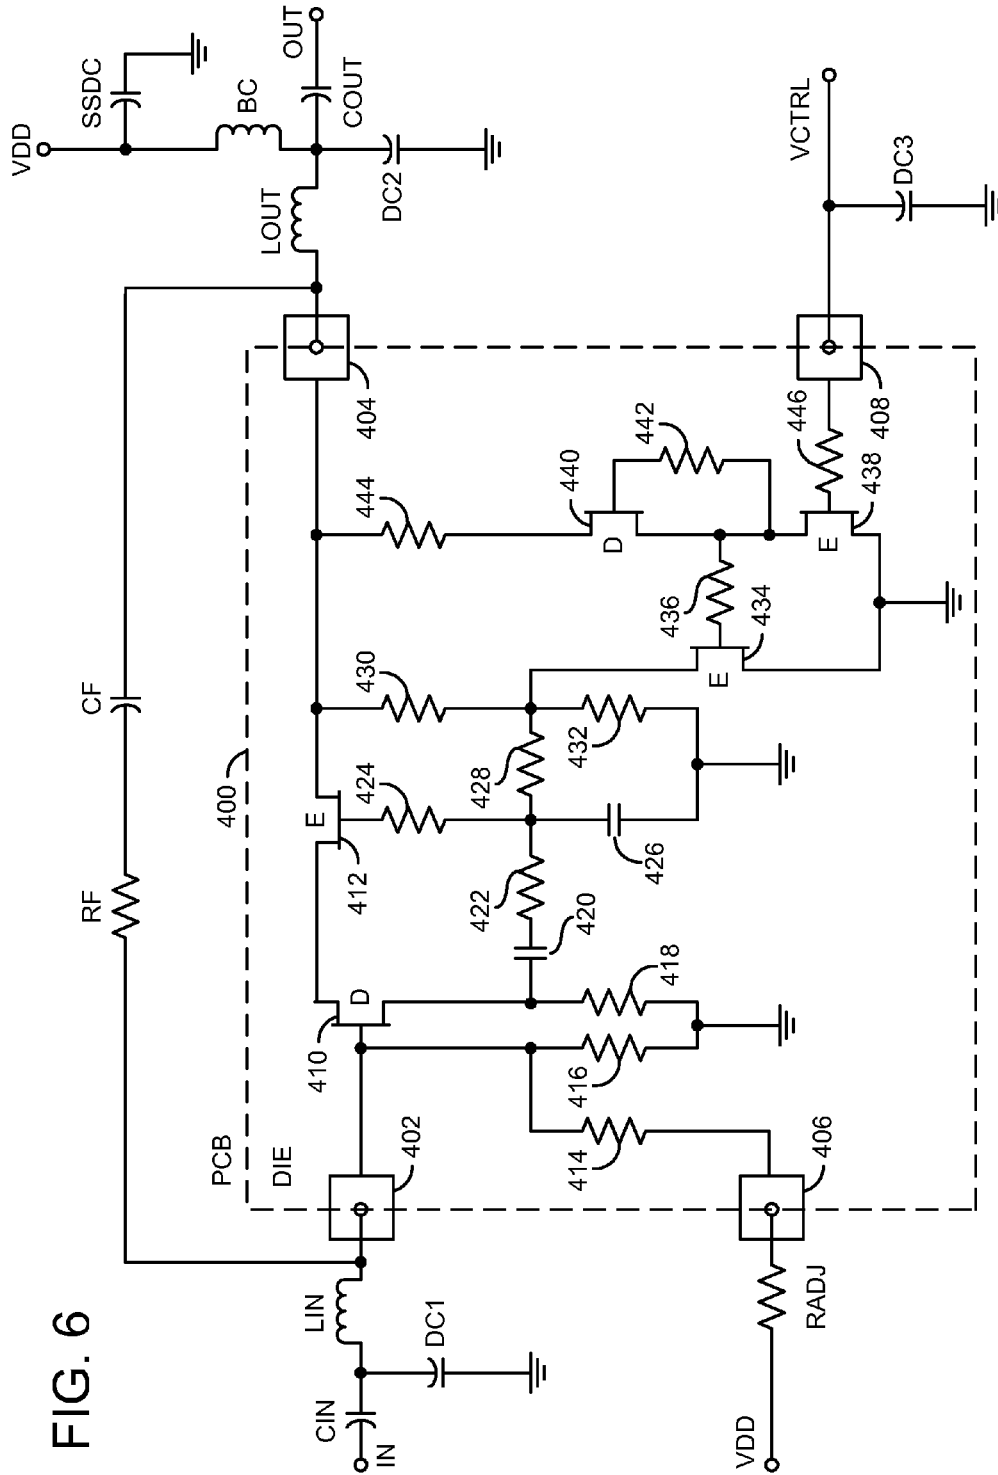 FIG. 6
VDD
SSDC
BC
OUT
COUT
DC2
LOUT
RF
CF
VCTRL
DC3
400
PCB
DIE
404
402
LIN
CIN
IN
DC1
410
D
412
E
424
430
444
422
428
420
426
432
418
416
414
436
434
E
440
D
442
446
438
E
408
406
RADJ
VDD